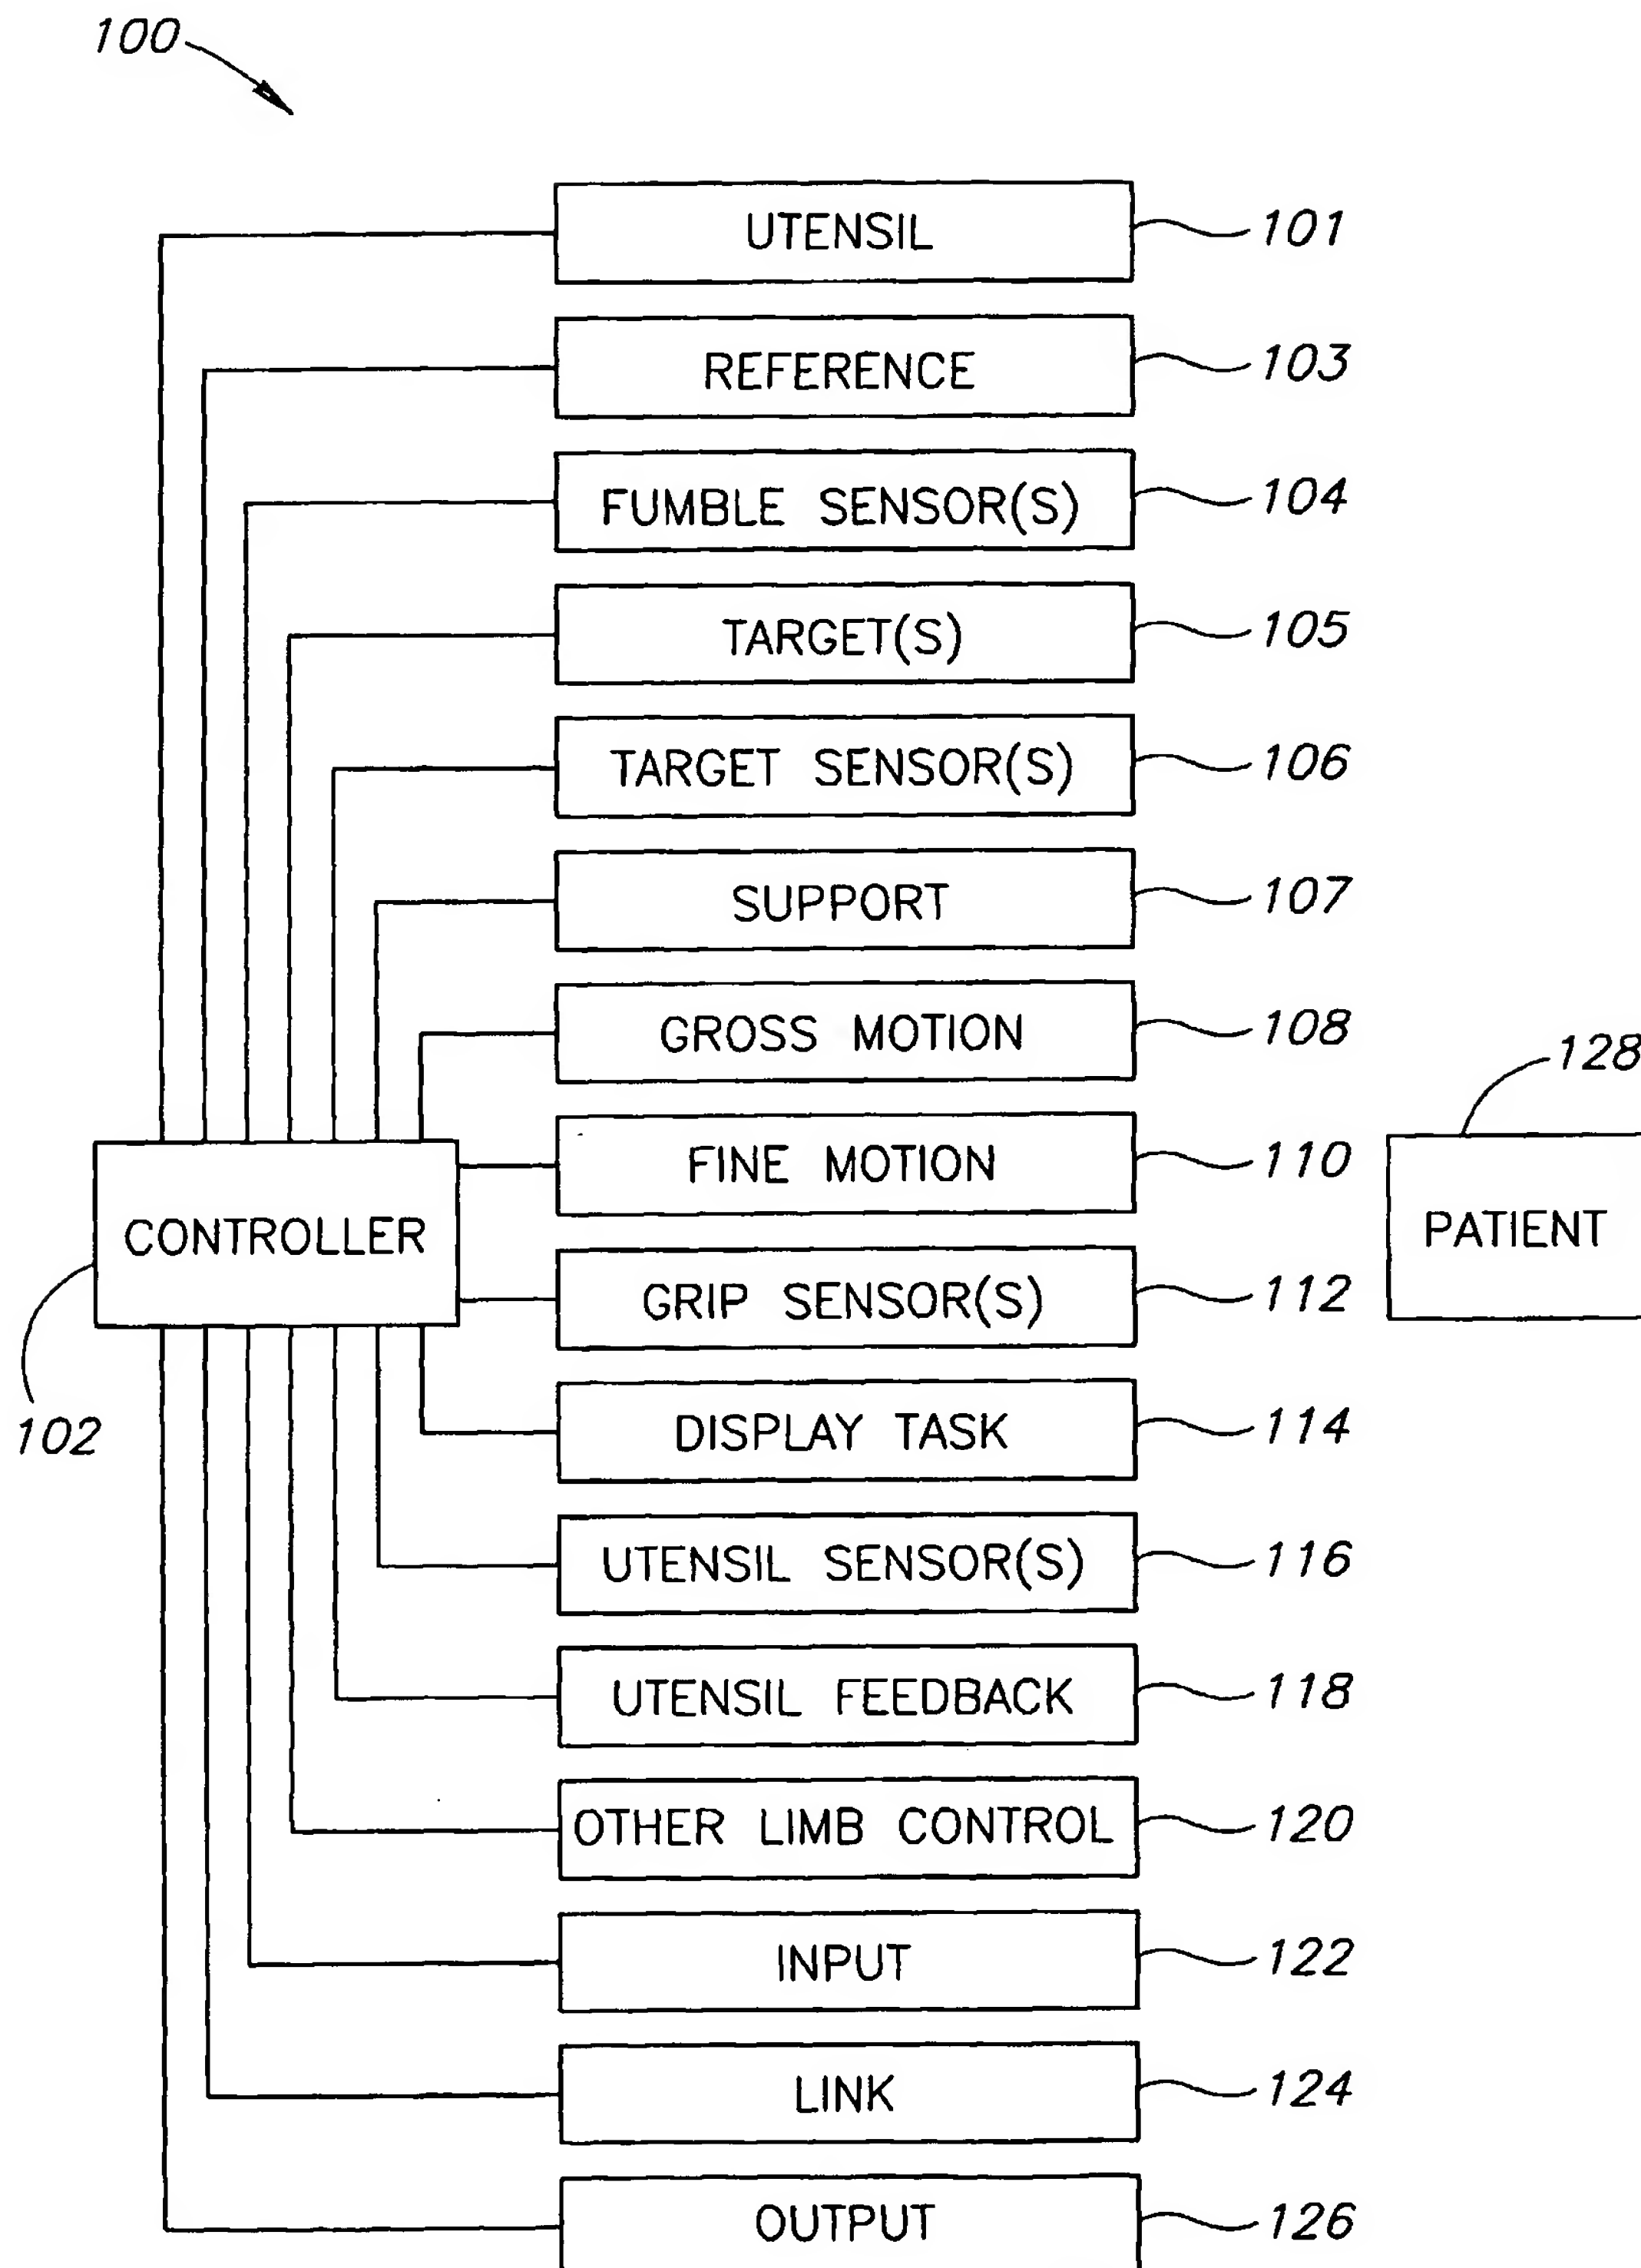 100
UTENSIL 101
REFERENCE 103
FUMBLE SENSOR(S) 104
TARGET(S) 105
TARGET SENSOR(S) 106
SUPPORT 107
GROSS MOTION 108
128
FINE MOTION 110
CONTROLLER
PATIENT
GRIP SENSOR(S) 112
102
DISPLAY TASK 114
UTENSIL SENSOR(S) 116
UTENSIL FEEDBACK 118
OTHER LIMB CONTROL 120
INPUT 122
LINK 124
OUTPUT 126